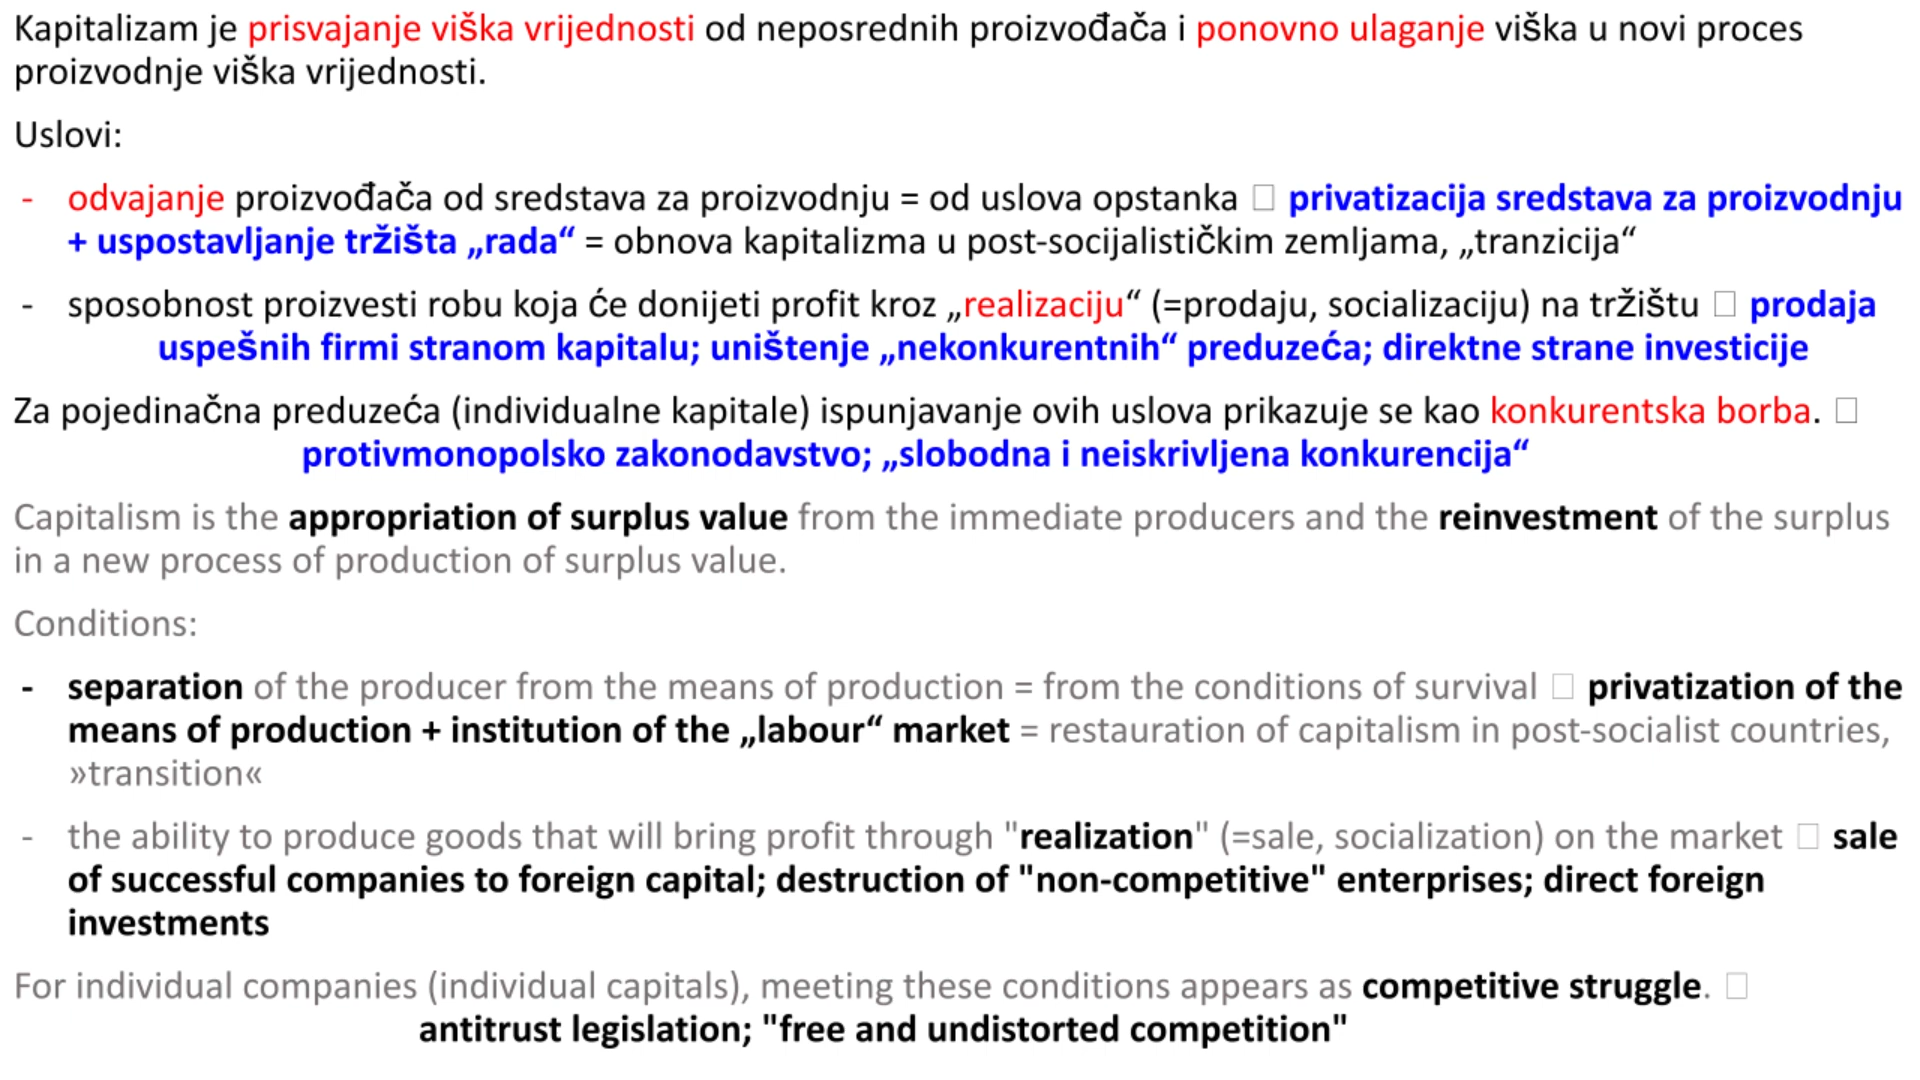 Kapitalizam je prisvajanje viška vrijednosti od neposrednih proizvođača i ponovno ulaganje viška u novi proces
proizvodnje viška vrijednosti.
Uslovi:
- odvajanje proizvođača od sredstava za proizvodnju = od uslova opstanka □ privatizacija sredstava za proizvodnju
+ uspostavljanje tržišta „rada“ = obnova kapitalizma u post-socijalističkim zemljama, „tranzicija“
- sposobnost proizvesti robu koja će donijeti profit kroz „realizaciju“ (=prodaju, socializaciju) na tržištu □ prodaja
uspešnih firmi stranom kapitalu; uništenje „nekonkurentnih“ preduzeća; direktne strane investicije
Za pojedinačna preduzeća (individualne kapitale) ispunjavanje ovih uslova prikazuje se kao konkurentska borba. □
protivmonopolsko zakonodavstvo; „slobodna i neiskrivljena konkurencija“
Capitalism is the appropriation of surplus value from the immediate producers and the reinvestment of the surplus
in a new process of production of surplus value.
Conditions:
- separation of the producer from the means of production = from the conditions of survival □ privatization of the
means of production + institution of the „labour“ market = restauration of capitalism in post-socialist countries,
»transition«
- the ability to produce goods that will bring profit through "realization" (=sale, socialization) on the market □ sale
of successful companies to foreign capital; destruction of "non-competitive" enterprises; direct foreign
investments
For individual companies (individual capitals), meeting these conditions appears as competitive struggle. □
antitrust legislation; "free and undistorted competition"